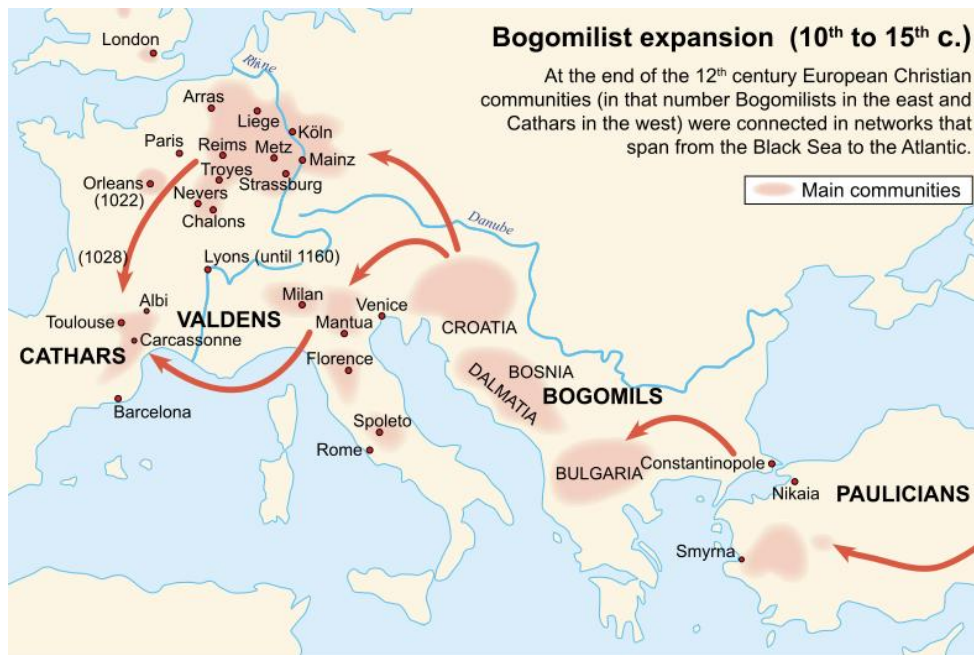 Bogomilist expansion (10th to 15th c.)
At the end of the 12th century European Christian
communities (in that number Bogomilists in the east and
Cathars in the west) were connected in networks that
span from the Black Sea to the Atlantic.
Main communities
London
Rhine
Arras
Liege
Köln
Paris
Reims
Metz
Mainz
Troyes
Orleans
(1022)
Strassburg
Nevers
Chalons
Danube
(1028)
Lyons (until 1160)
Albi
Milan
Venice
Toulouse
VALDENS
Mantua
CROATIA
CATHARS
Carcassonne
Florence
BOSNIA
DALMATIA
BOGOMILS
Barcelona
Spoleto
Rome
BULGARIA
Constantinopole
Nikaia
PAULICIANS
Smyrna